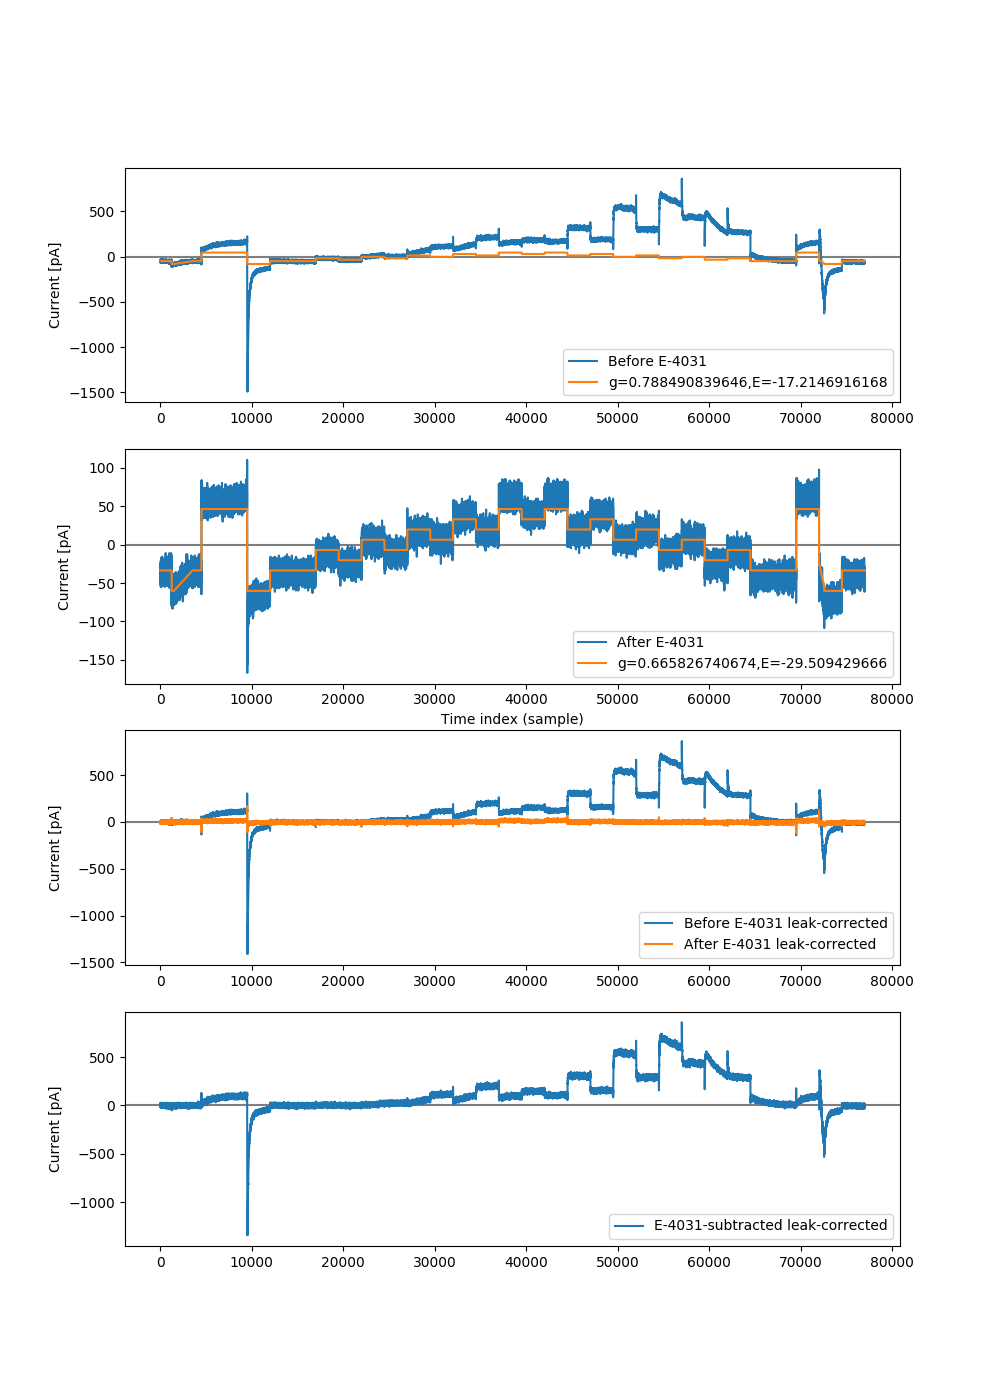 500
0
−500
−1000
−1500
Current [pA]
Before E-4031
g=0.788490839646,E=-17.2146916168
0 10000 20000 30000 40000 50000 60000 70000 80000
100
50
0
−50
−100
−150
Current [pA]
After E-4031
g=0.665826740674,E=-29.509429666
0 10000 20000 30000 40000 50000 60000 70000 80000
Time index (sample)
500
0
−500
−1000
−1500
Current [pA]
Before E-4031 leak-corrected
After E-4031 leak-corrected
0 10000 20000 30000 40000 50000 60000 70000 80000
500
0
−500
−1000
Current [pA]
E-4031-subtracted leak-corrected
0 10000 20000 30000 40000 50000 60000 70000 80000